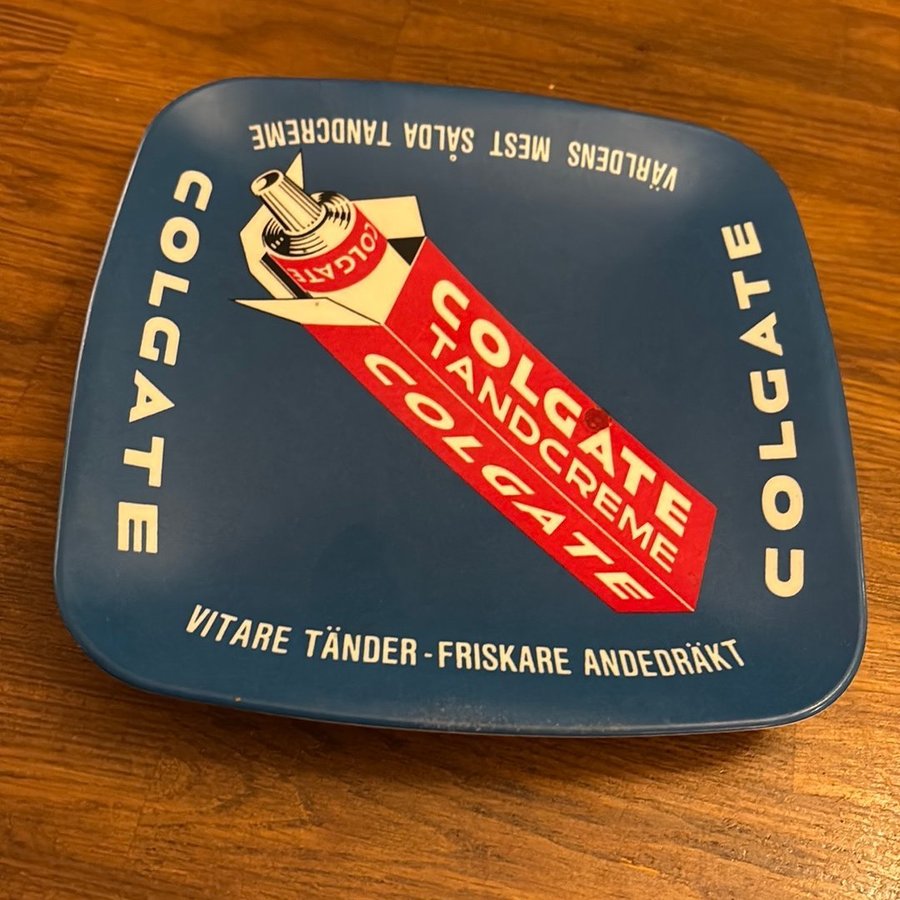 VÄRLDENS MEST SÅLDA TANDCREME
COLGATE
COLGATE
COLGATE
COLGATE
TANDCREME
COLGATE
VITARE TÄNDER - FRISKARE ANDEDRÄKT